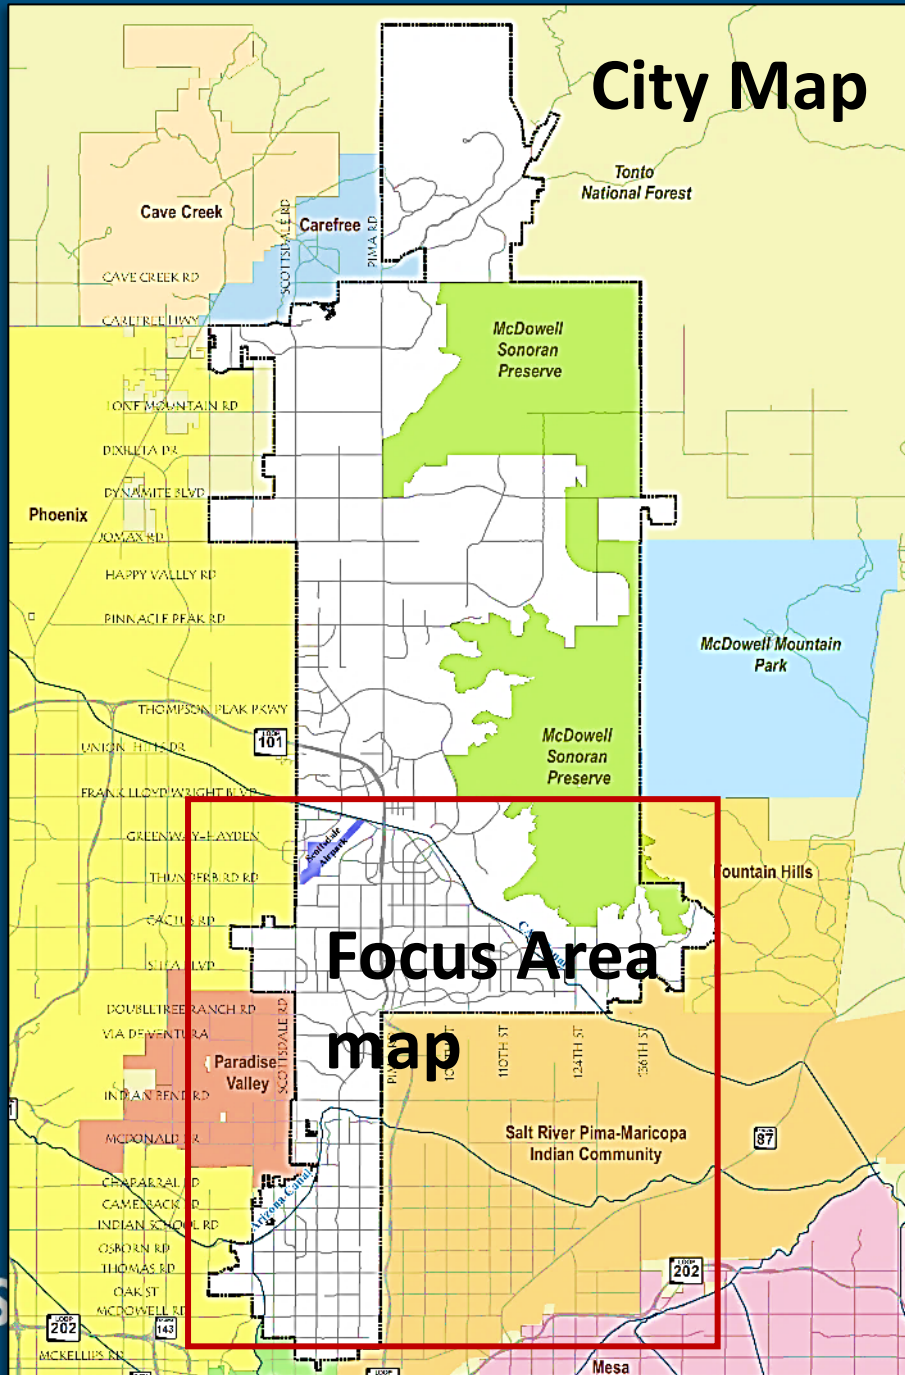 City Map
Tonto
National Forest
Cave Creek
SCOTTSDALE RD
Carefree
PIMA RD
CAVE CREEK RD
CAREFREE HWY
McDowell
Sonoran
Preserve
LONE MOUNTAIN RD
DIXILETA DR
DYNAMITE BLVD
Phoenix
JOMAX RD
HAPPY VALLEY RD
PINNACLE PEAK RD
McDowell Mountain
Park
THOMPSON PEAK PKWY
LOOP
101
UNION HILLS DR
McDowell
Sonoran
Preserve
FRANK LLOYD WRIGHT BLVD
GREENWAY-HAYDEN
Scottsdale
Airpark
THUNDERBIRD RD
Fountain Hills
CACTUS RD
Focus Area
map
SHEA BLVD
DOUBLETREE RANCH RD
SCOTTSDALE RD
VIA DE VENTURA
110TH ST
124TH ST
136TH ST
Paradise
Valley
INDIAN BEND RD
MCDONALD DR
Salt River Pima-Maricopa
Indian Community
87
CHAPARRAL RD
CAMELBACK RD
Arizona Canal
INDIAN SCHOOL RD
OSBORN RD
THOMAS RD
LOOP
202
OAK ST
MCDOWELL RD
LOOP
202
143
MCKELLIPS RD
Mesa
LOOP